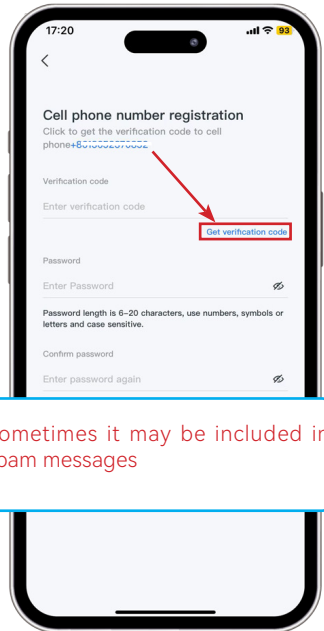 17:20
93
Cell phone number registration
Click to get the verification code to cell
Verification code
Enter verification code
Get verification code
Password
Enter Password
Password length is 6–20 characters, use numbers, symbols or
letters and case sensitive.
Confirm password
Enter password again
ometimes it may be included in
pam messages